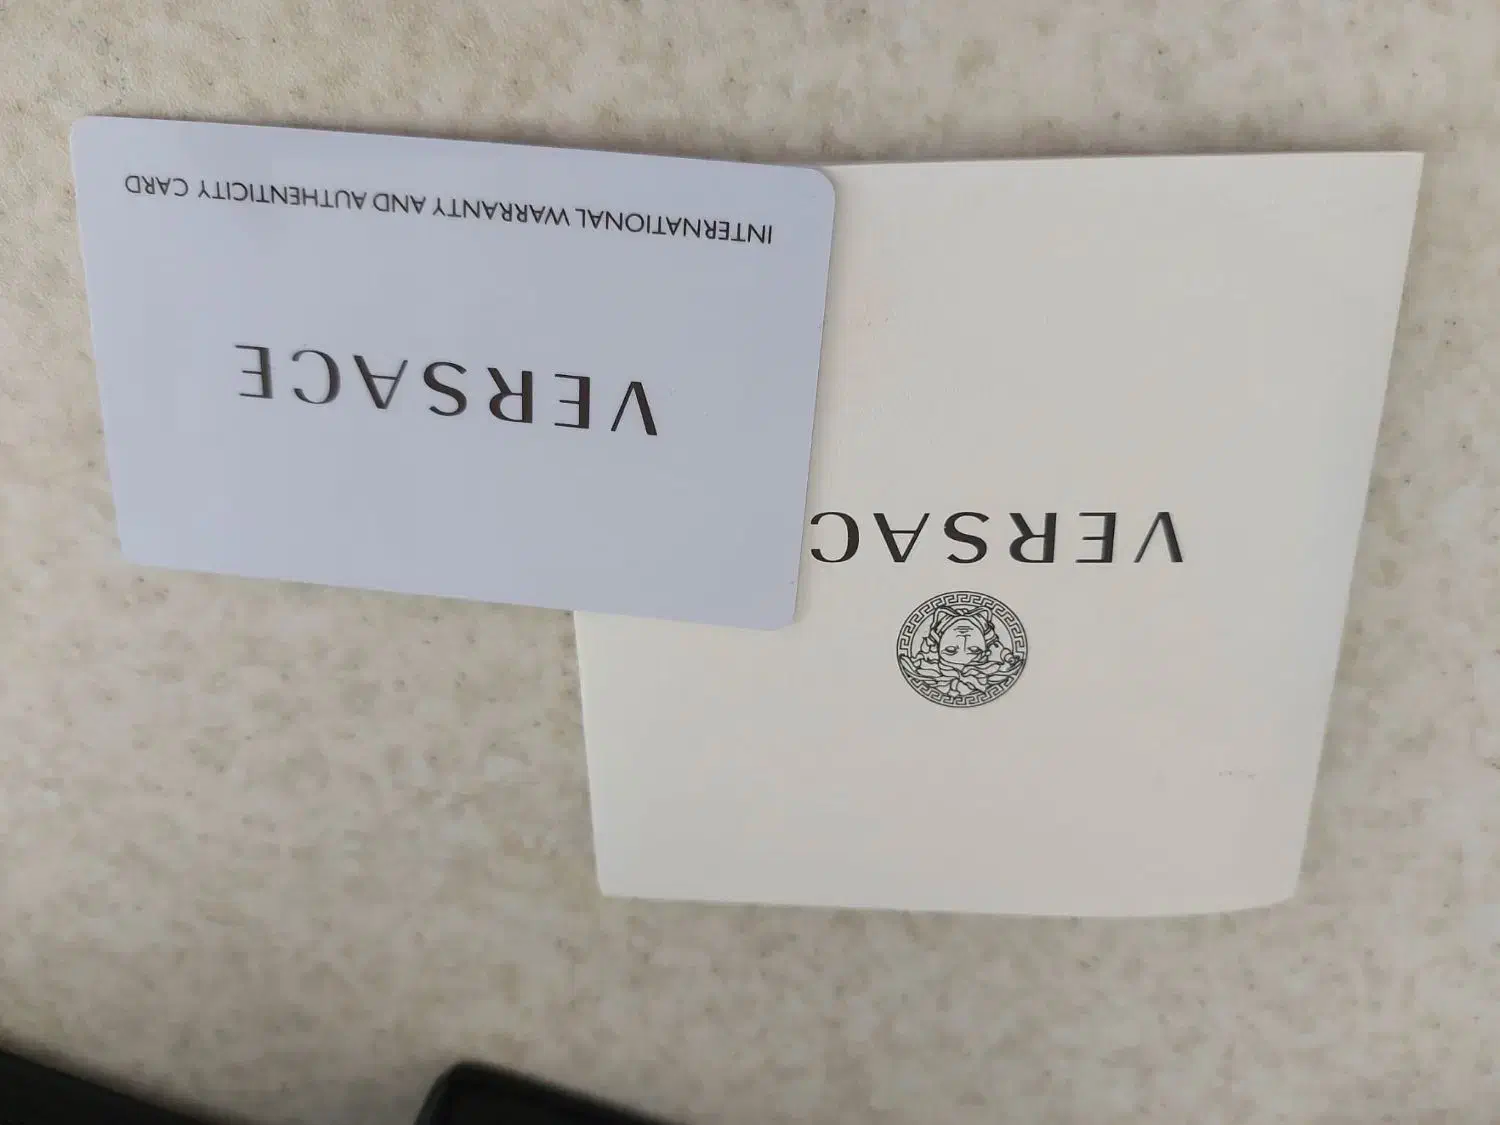 VERSACE
INTERNATIONAL WARRANTY AND AUTHENTICITY CARD
VERSAC